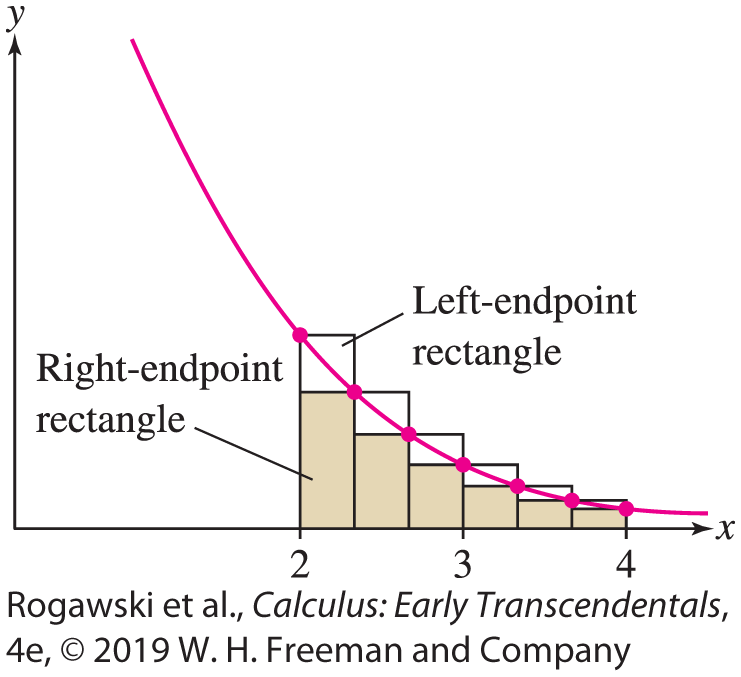 y
Left-endpoint
rectangle
Right-endpoint
rectangle
x
2 3 4
Rogawski et al., Calculus: Early Transcendentals,
4e, © 2019 W. H. Freeman and Company